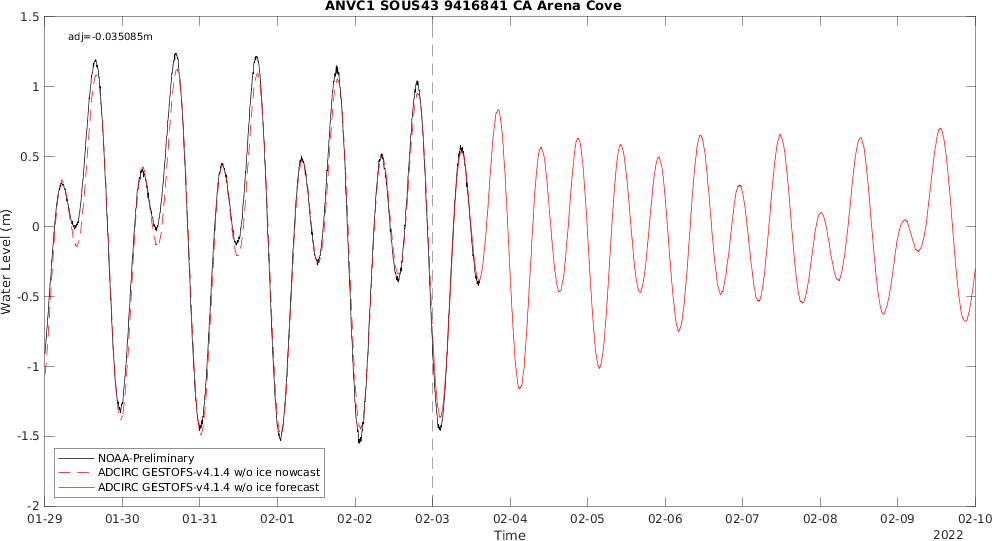 ANVC1 SOUS43 9416841 CA Arena Cove
adj=-0.035085m
1.5
1
0.5
0
-0.5
-1
-1.5
-2
Water Level (m)
NOAA-Preliminary
ADCIRC GESTOFS-v4.1.4 w/o ice nowcast
ADCIRC GESTOFS-v4.1.4 w/o ice forecast
01-29 01-30 01-31 02-01 02-02 02-03 02-04 02-05 02-06 02-07 02-08 02-09 02-10
Time
2022